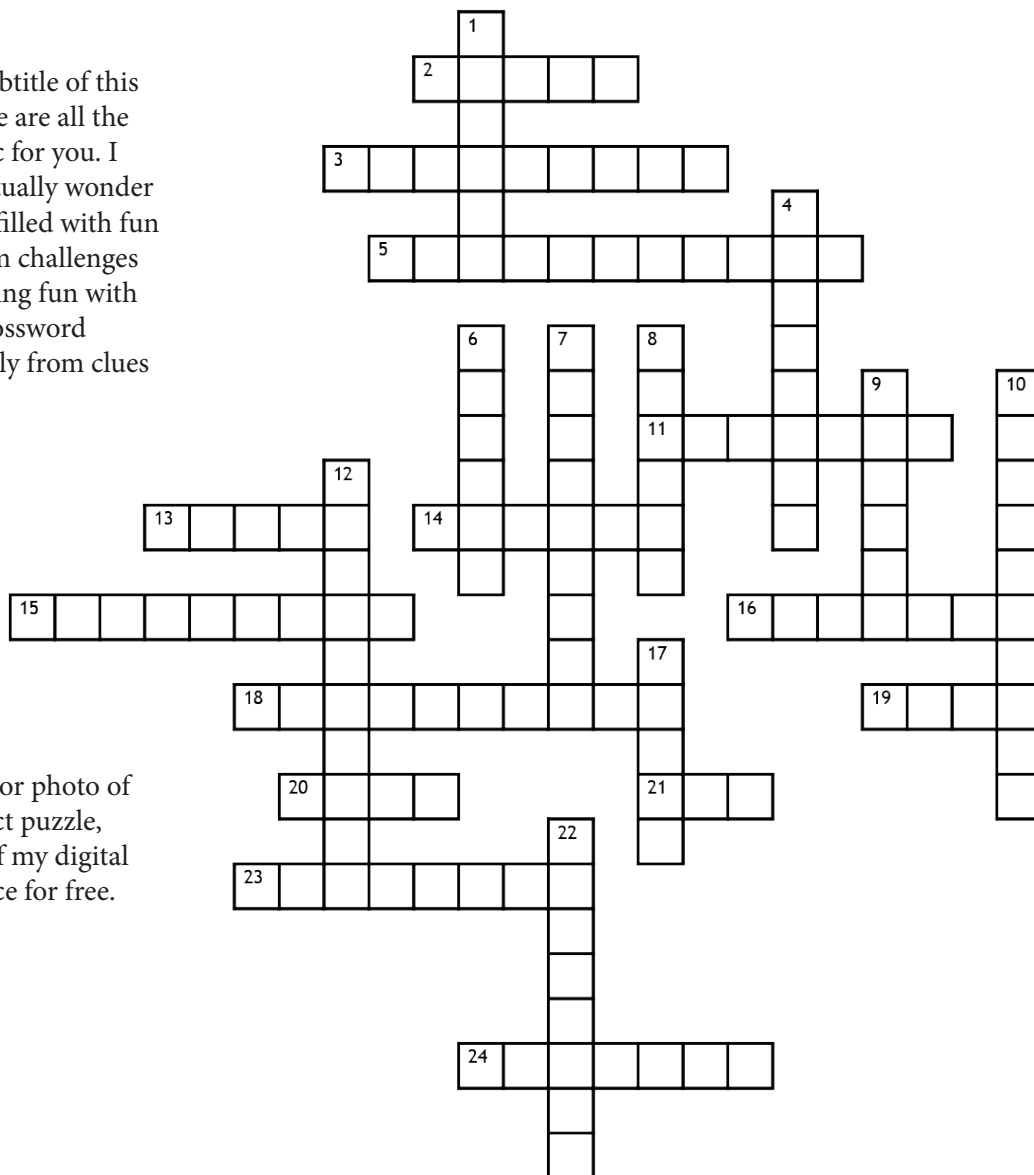 btitle of this
e are all the
c for you. I
tually wonder
filled with fun
n challenges
ing fun with
ossword
ly from clues
or photo of
ct puzzle,
f my digital
ce for free.
1
2
3
4
5
6 7 8
9 10
11
12
13 14
15 16
17
18 19
20 21
22
23
24